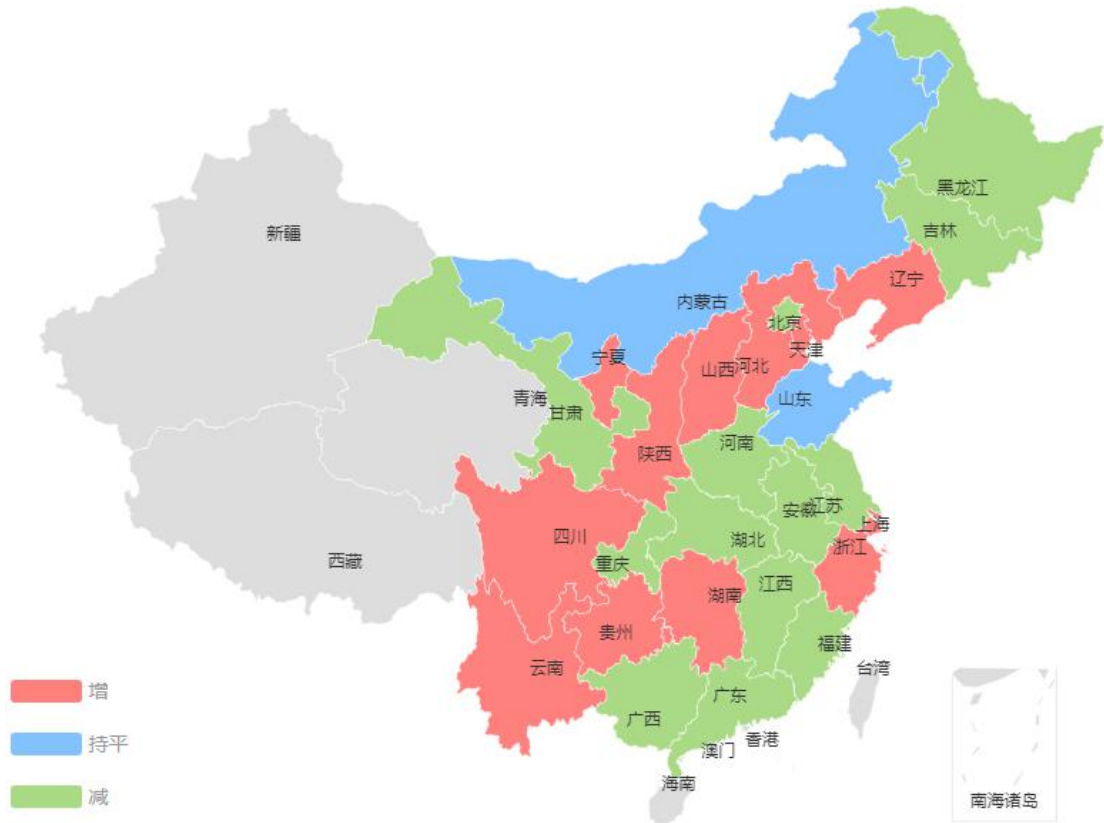 黑龙江
吉林
新疆
辽宁
内蒙古
北京
天津
宁夏
山西
河北
青海
甘肃
山东
河南
陕西
安徽
江苏
上海
四川
湖北
浙江
西藏
重庆
江西
湖南
贵州
福建
云南
台湾
增
广东
广西
持平
香港
澳门
海南
减
南海诸岛